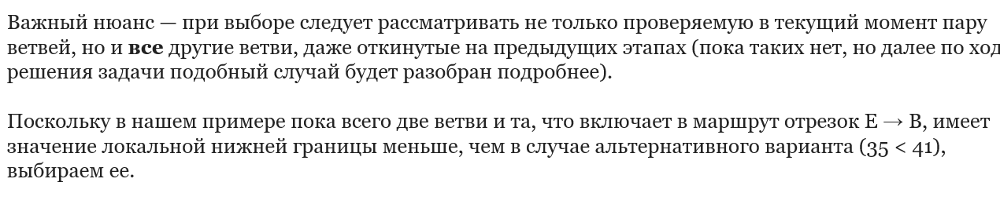 Важный нюанс — при выборе следует рассматривать не только проверяемую в текущий момент пару
ветвей, но и все другие ветви, даже откинутые на предыдущих этапах (пока таких нет, но далее по ход
решения задачи подобный случай будет разобран подробнее).
Поскольку в нашем примере пока всего две ветви и та, что включает в маршрут отрезок E → B, имеет
значение локальной нижней границы меньше, чем в случае альтернативного варианта (35 < 41),
выбираем ее.